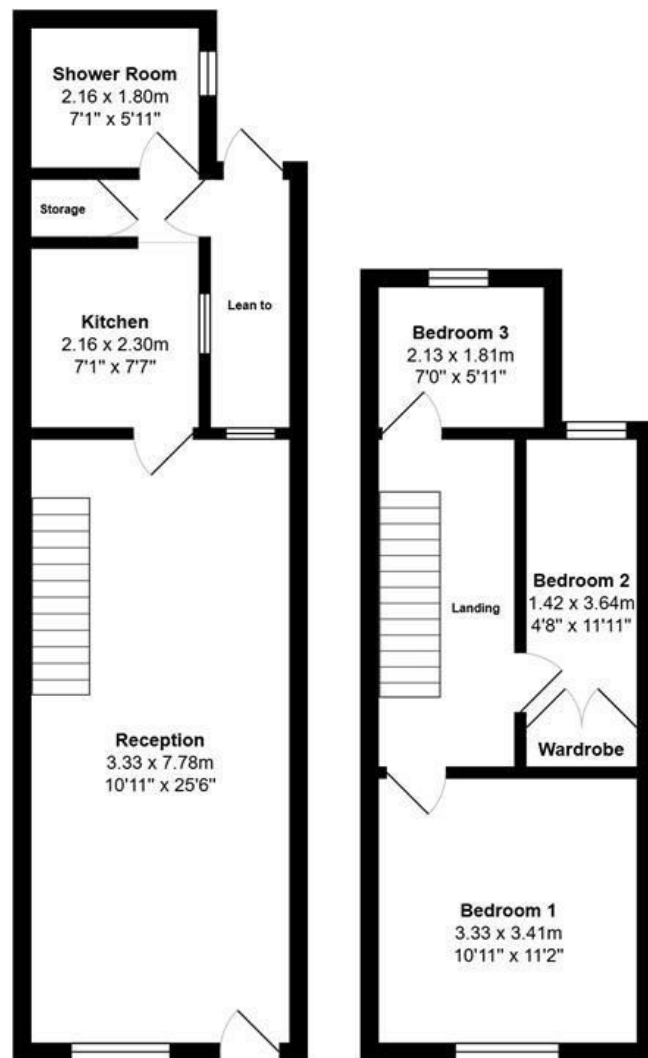 Shower Room
2.16 x 1.80m
7'1" x 5'11"
Storage
Lean to
Kitchen
2.16 x 2.30m
7'1" x 7'7"
Reception
3.33 x 7.78m
10'11" x 25'6"
Bedroom 3
2.13 x 1.81m
7'0" x 5'11"
Bedroom 2
1.42 x 3.64m
4'8" x 11'11"
Landing
Wardrobe
Bedroom 1
3.33 x 3.41m
10'11" x 11'2"